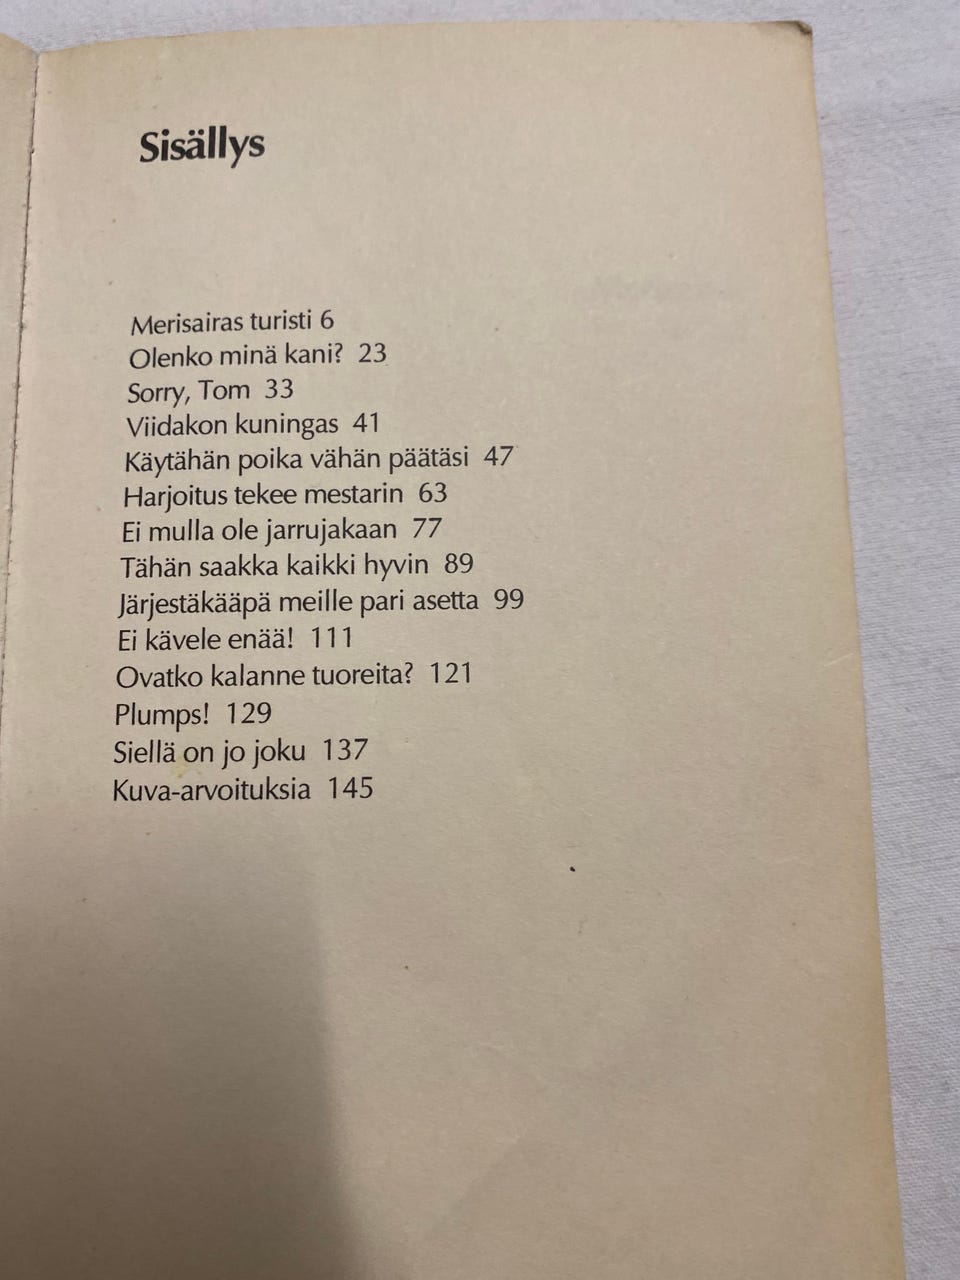 Sisällys
Merisairas turisti 6
Olenko minä kani? 23
Sorry, Tom 33
Viidakon kuningas 41
Käytähän poika vähän päätäsi 47
Harjoitus tekee mestarin 63
Ei mulla ole jarrujakaan 77
Tähän saakka kaikki hyvin 89
Järjestäkääpä meille pari asetta 99
Ei kävele enää! 111
Ovatko kalanne tuoreita? 121
Plumps! 129
Siellä on jo joku 137
Kuva-arvoituksia 145